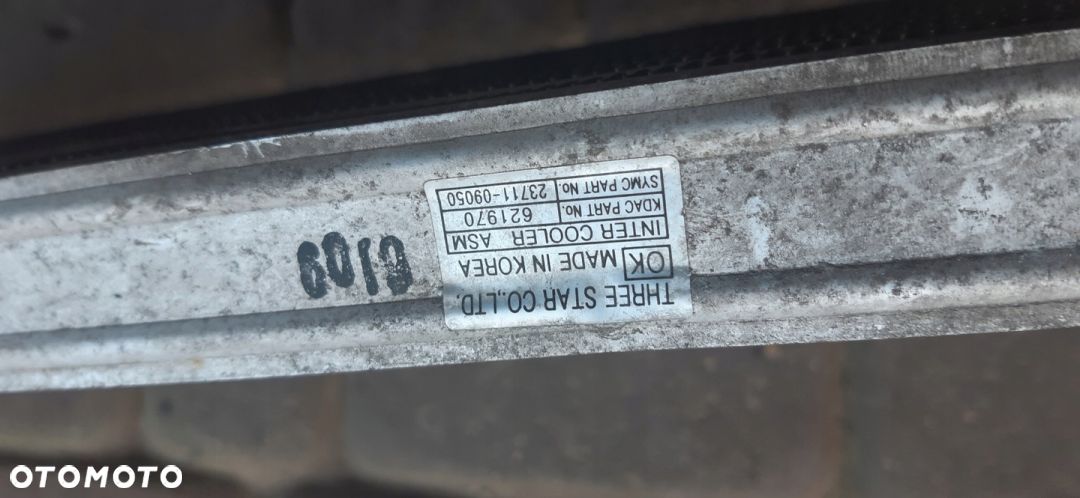 THREE STAR CO.,LTD.
OK MADE IN KOREA
INTER COOLER ASM
KDAC PART No. 621970
SYMC PART No. 23711-09050
OTOMOTO